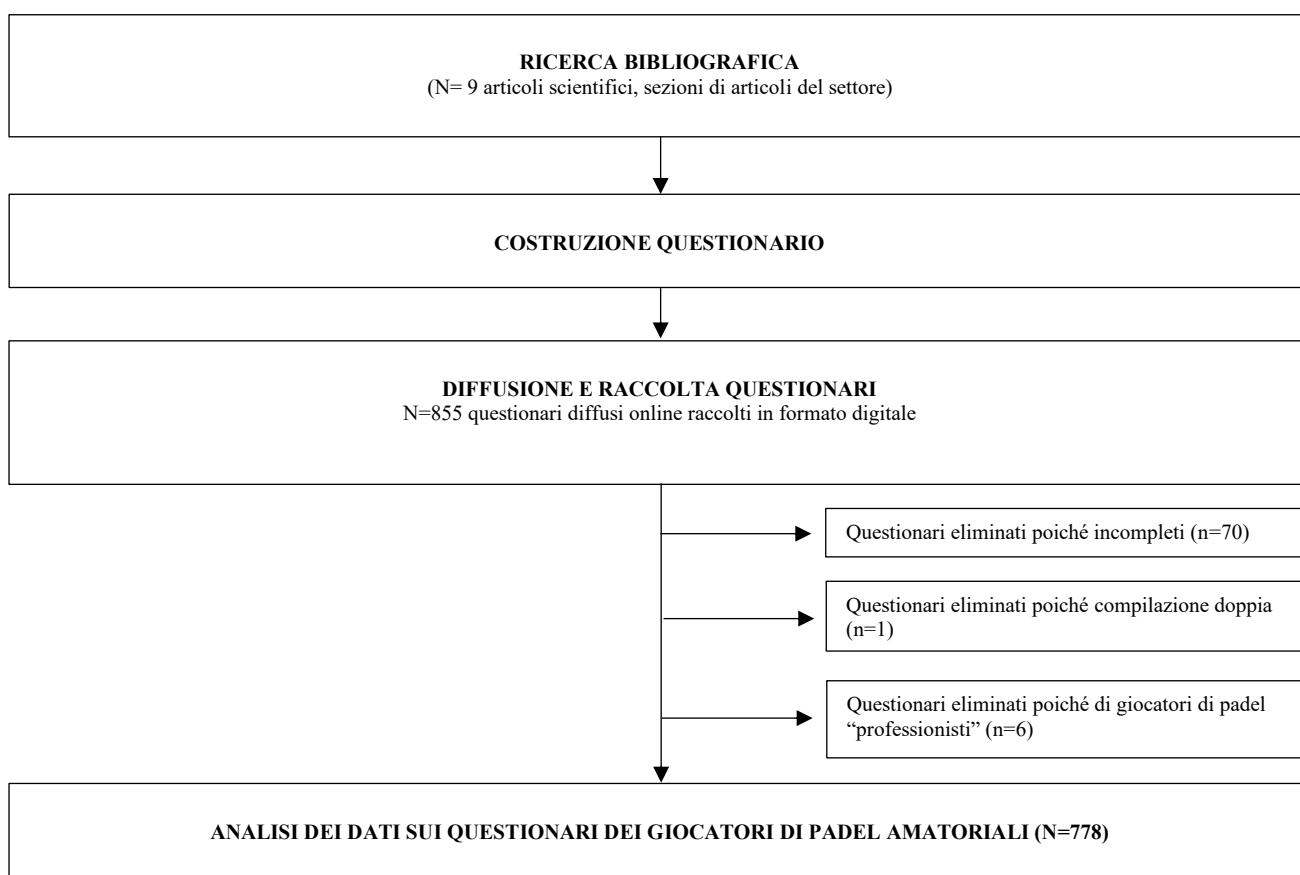 RICERCA BIBLIOGRAFICA
(N= 9 articoli scientifici, sezioni di articoli del settore)
COSTRUZIONE QUESTIONARIO
DIFFUSIONE E RACCOLTA QUESTIONARI
N=855 questionari diffusi online raccolti in formato digitale
Questionari eliminati poiché incompleti (n=70)
Questionari eliminati poiché compilazione doppia
(n=1)
Questionari eliminati poiché di giocatori di padel
“professionisti” (n=6)
ANALISI DEI DATI SUI QUESTIONARI DEI GIOCATORI DI PADEL AMATORIALI (N=778)